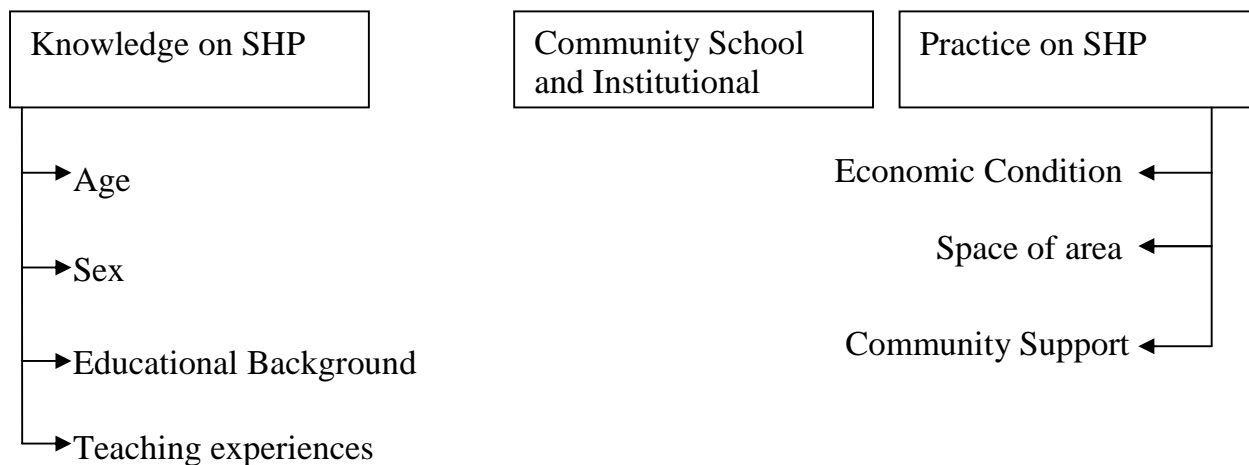 Knowledge on SHP
Community School
and Institutional
Practice on SHP
Age
Sex
Educational Background
Teaching experiences
Economic Condition
Space of area
Community Support